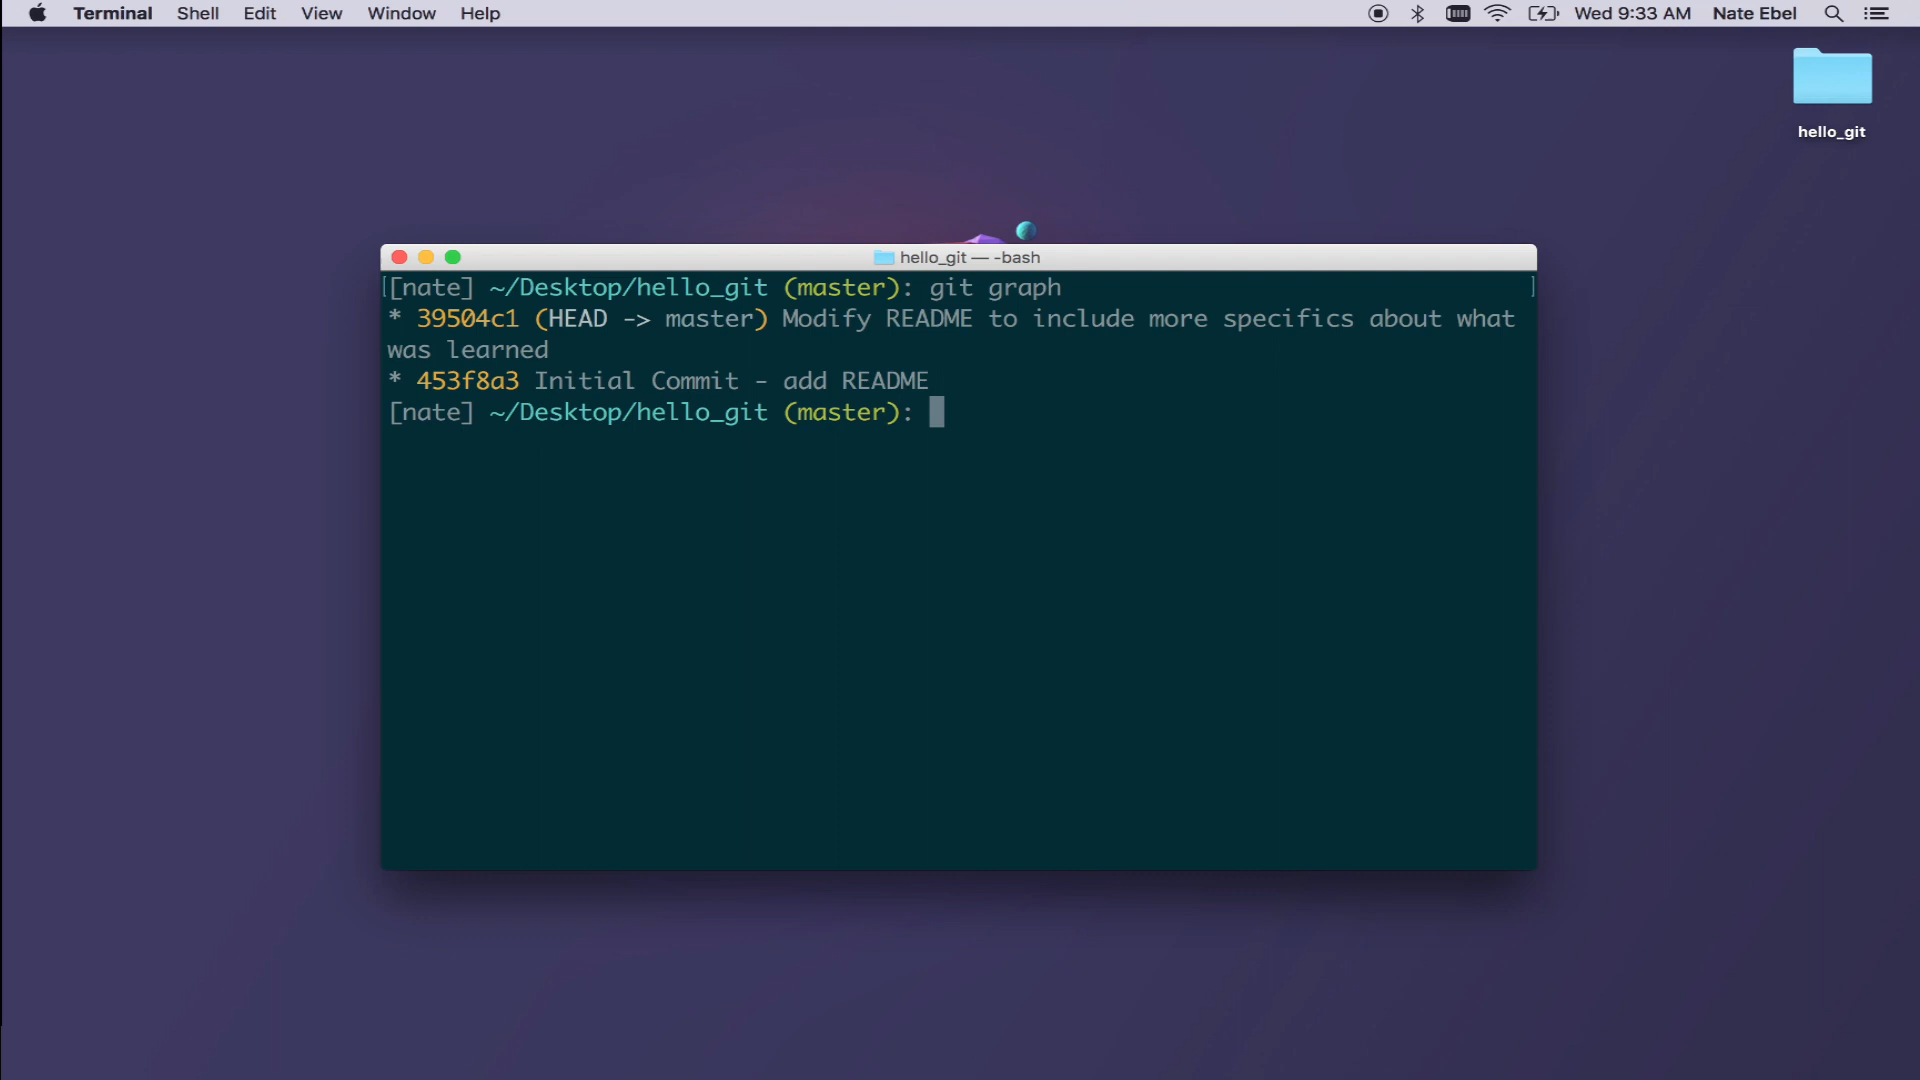 Terminal Shell Edit View Window Help Wed 9:33 AM Nate Ebel
hello_git
hello_git — -bash
[[nate] ~/Desktop/hello_git (master): git graph ]
* 39504c1 (HEAD -> master) Modify README to include more specifics about what
was learned
* 453f8a3 Initial Commit - add README
[nate] ~/Desktop/hello_git (master):